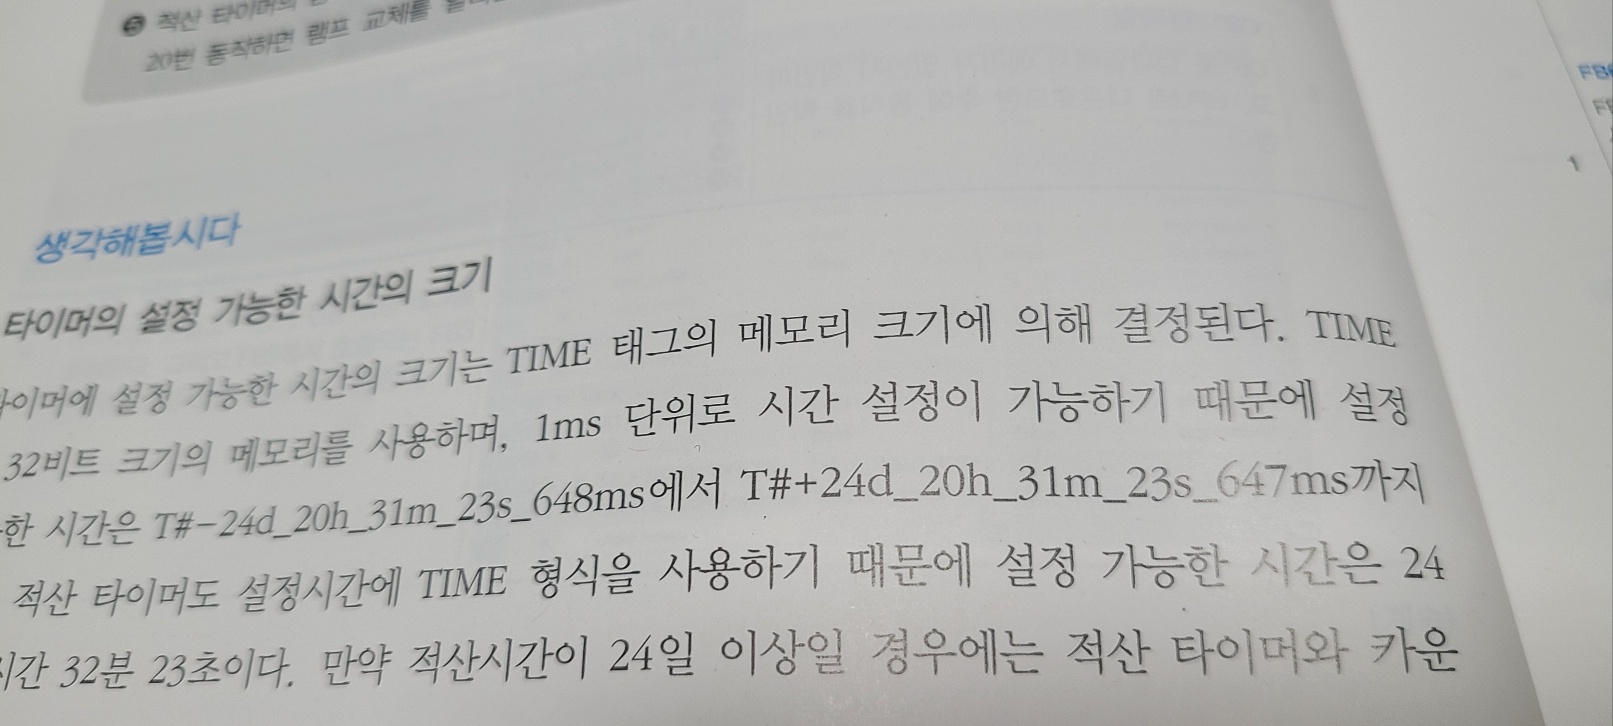 ❺ 적산 타이머의
20번 동작하면 램프 교체를
생각해봅시다
타이머의 설정 가능한 시간의 크기
타이머에 설정 가능한 시간의 크기는 TIME 태그의 메모리 크기에 의해 결정된다. TIME
32비트 크기의 메모리를 사용하며, 1ms 단위로 시간 설정이 가능하기 때문에 설정
한 시간은 T#-24d_20h_31m_23s_648ms에서 T#+24d_20h_31m_23s_647ms까지
적산 타이머도 설정시간에 TIME 형식을 사용하기 때문에 설정 가능한 시간은 24
시간 32분 23초이다. 만약 적산시간이 24일 이상일 경우에는 적산 타이머와 카운
1